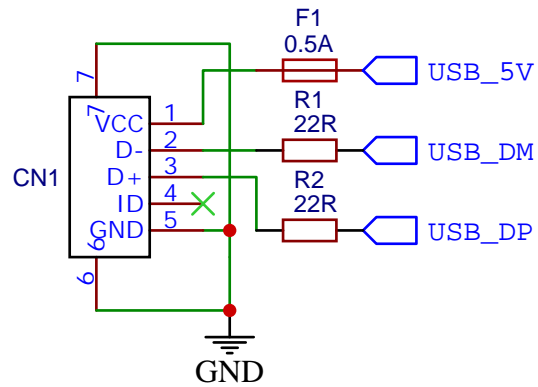 F1
0.5A
USB_5V
7
7
VCC 1
R1
22R
D- 2
USB_DM
D+ 3
CN1
R2
22R
ID 4
GND 5
USB_DP
6
6
GND